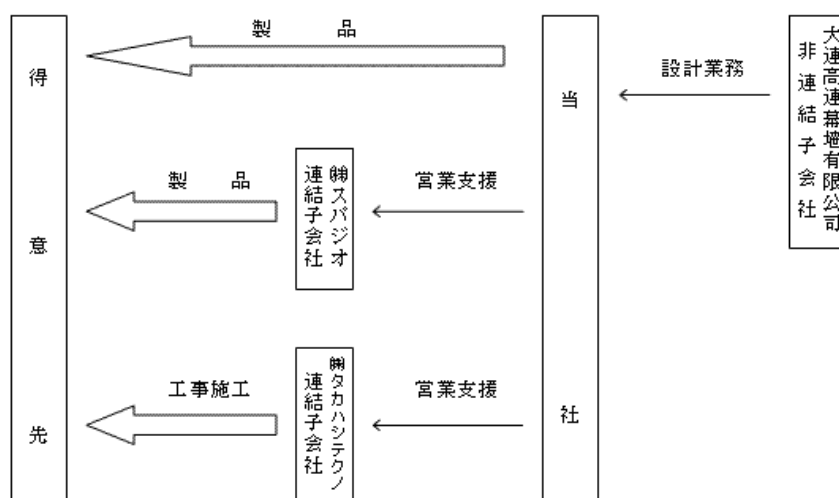 得意先
製品
当社
設計業務
大連高連幕墻有限公司
非連結子会社
製品
㈱スパジオ
連結子会社
営業支援
工事施工
㈱タカハシテクノ
連結子会社
営業支援